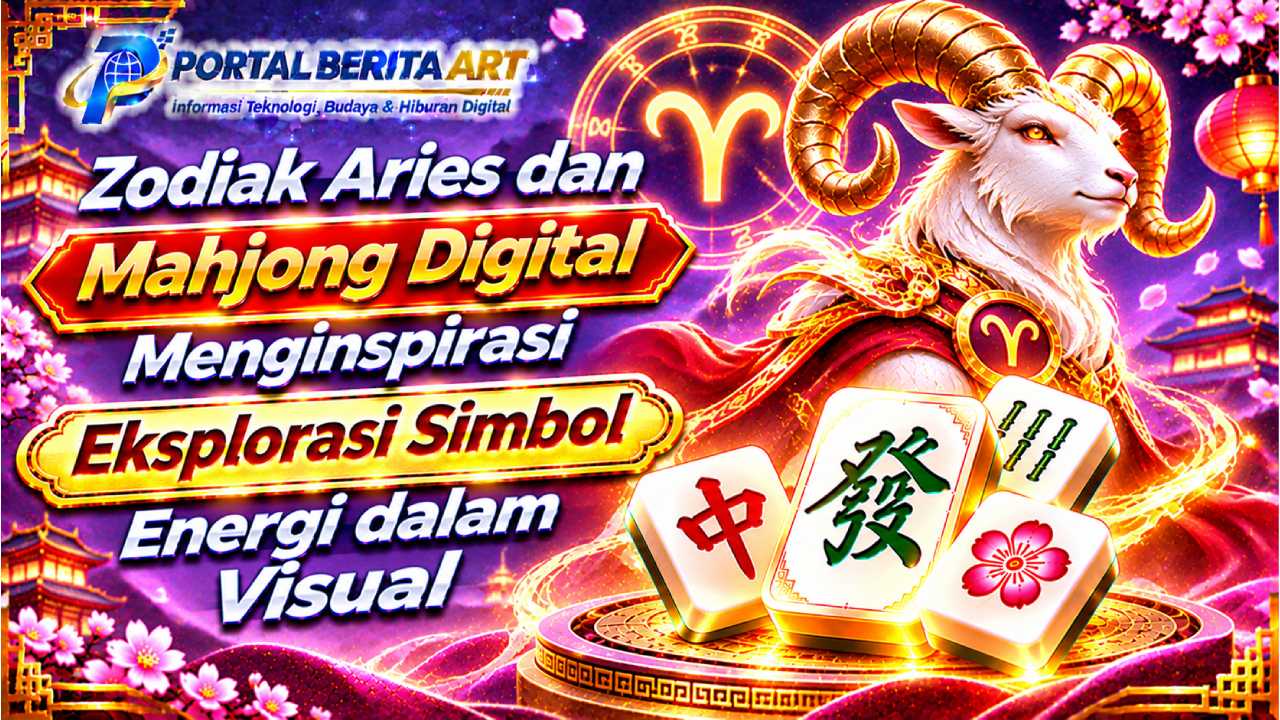 PORTAL BERITA ART
Informasi Teknologi, Budaya & Hiburan Digital
Zodiak Aries dan
Mahjong Digital
Menginspirasi
Eksplorasi Simbol
Energi dalam
Visual
中
發